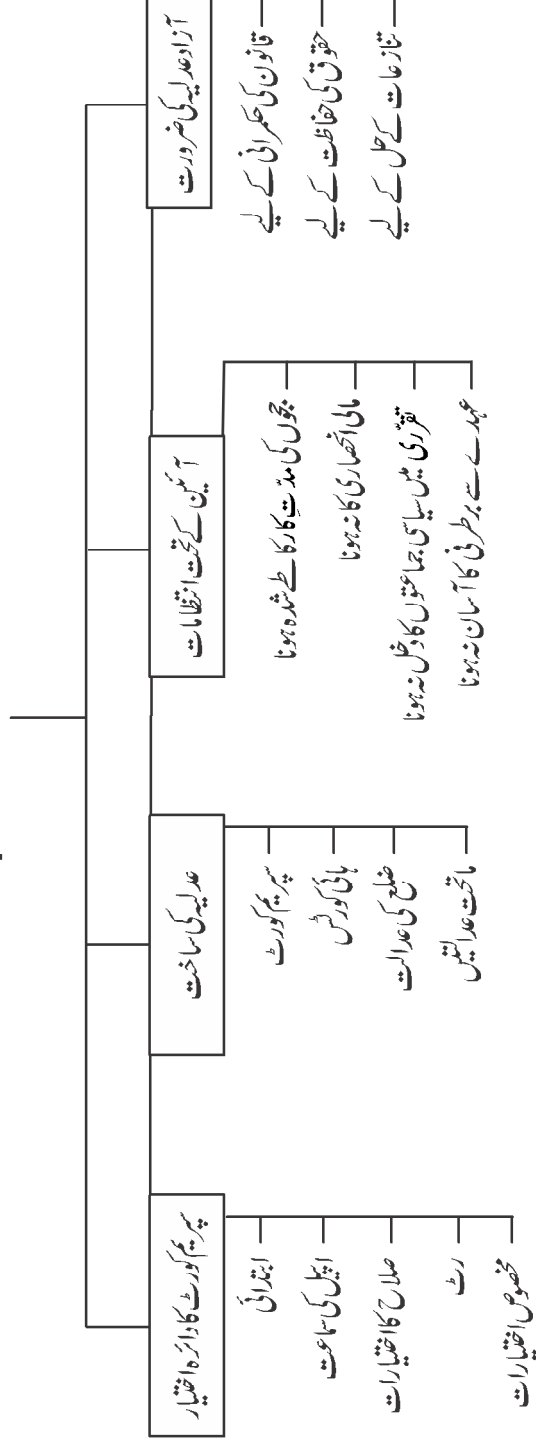 آزاد عدلیہ کی ضرورت
قانون کی حکمرانی کے لیے
حقوق کی حفاظت کے لیے
تنازعات کے حل کے لیے
آئین کے تحت انتظامات
ججوں کی مدّتِ کار کا طے شدہ ہونا
مالی انحصاری کا نہ ہونا
تقرّری میں سیاسی جماعتوں کا دخل نہ ہونا
عہدے سے برطرفی کا آسان نہ ہونا
عدلیہ کی ساخت
سپریم کورٹ
ہائی کورٹس
ضلع کی عدالت
ماتحت عدالتیں
سپریم کورٹ کا دائرہ اختیار
ابتدائی
اپیل کی سماعت
صلاح کا اختیارات
رٹ
مخصوص اختیارات